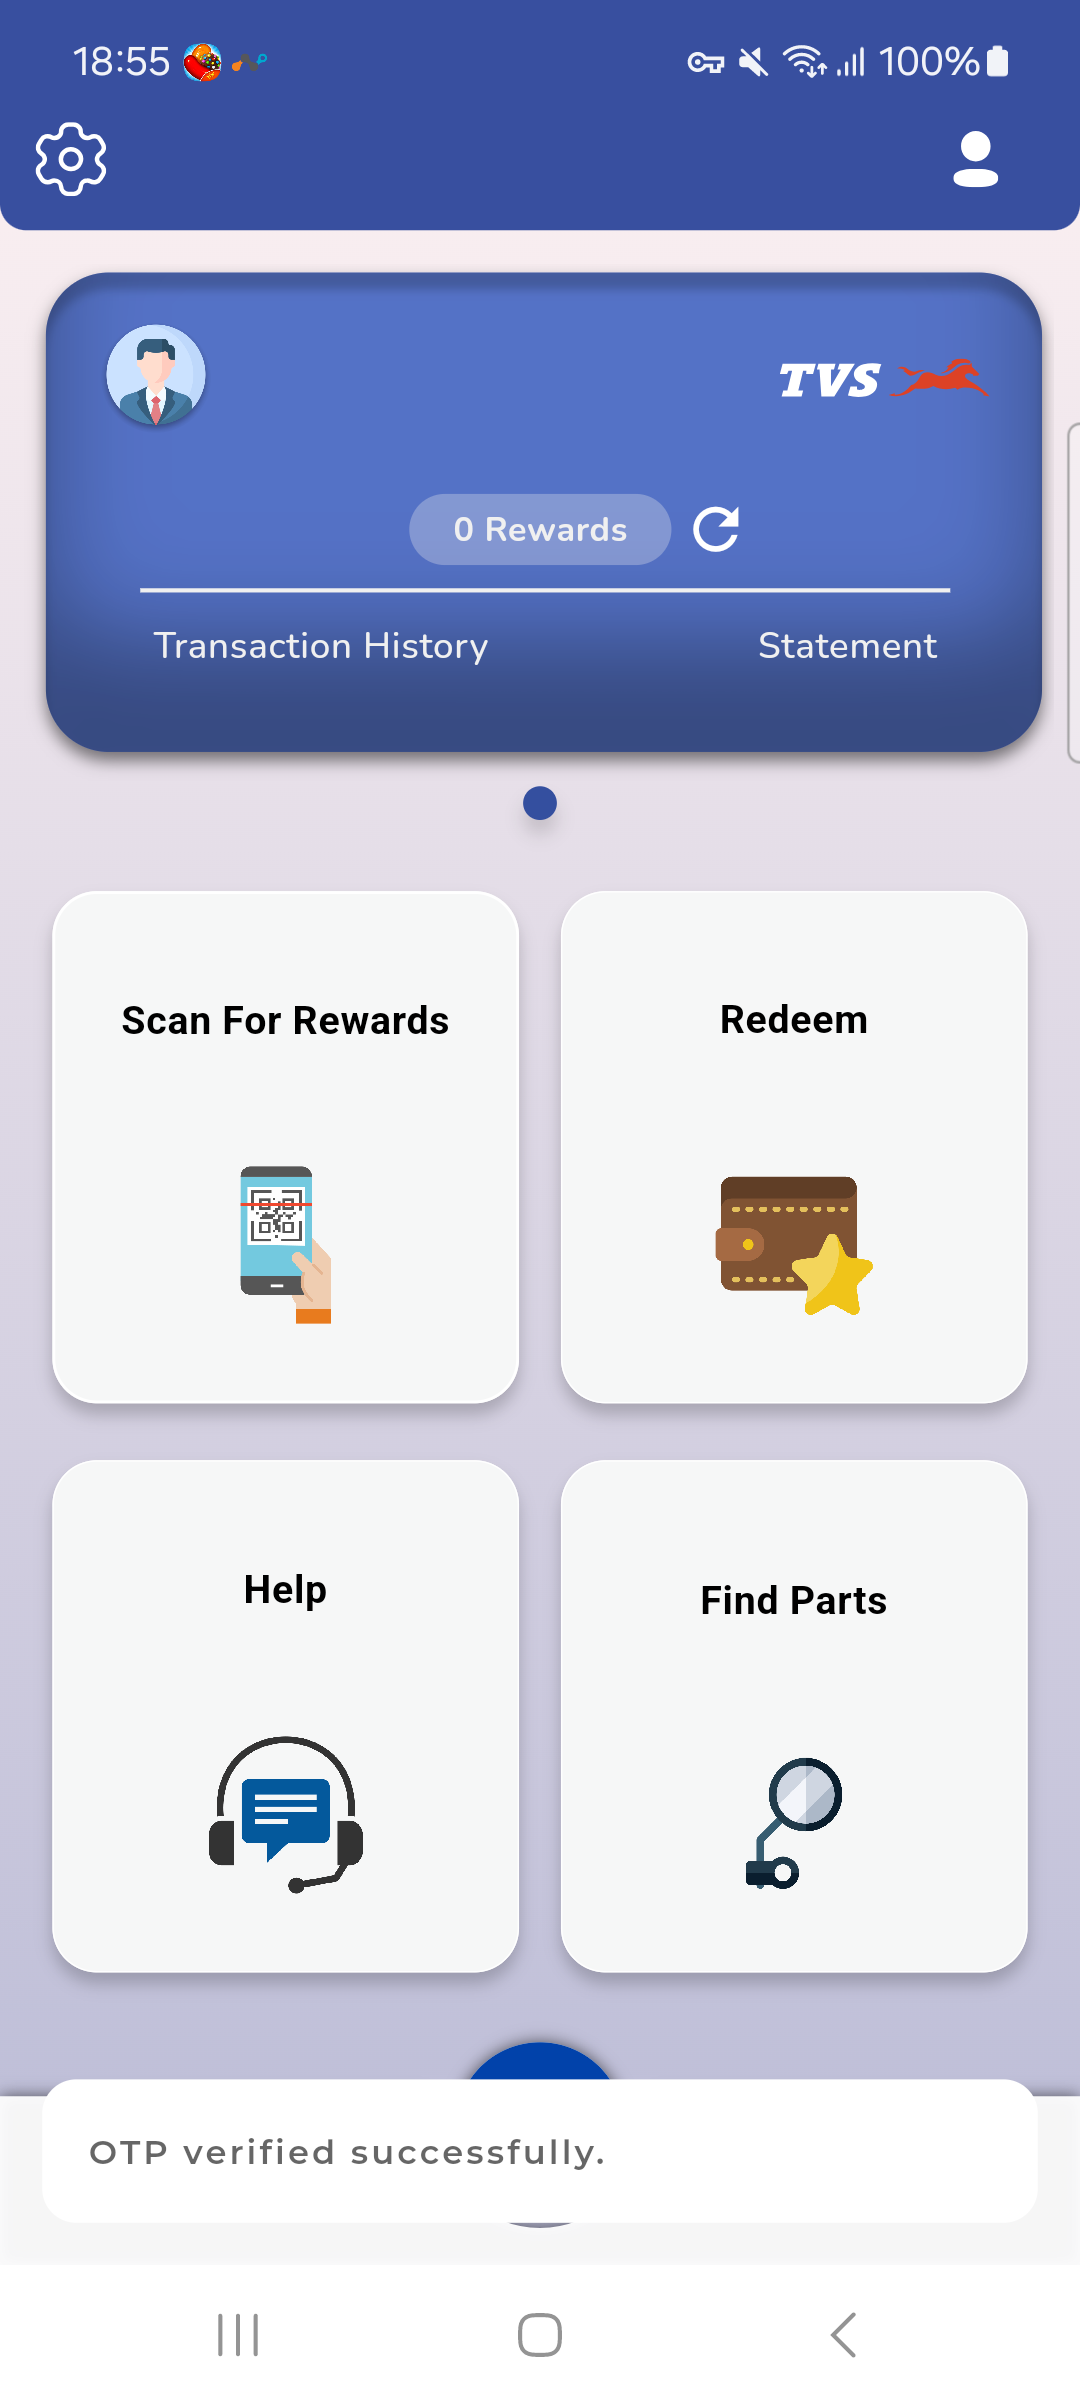 18:55
100%
TVS
0 Rewards
Transaction History
Statement
Scan For Rewards
Redeem
Help
Find Parts
OTP verified successfully.